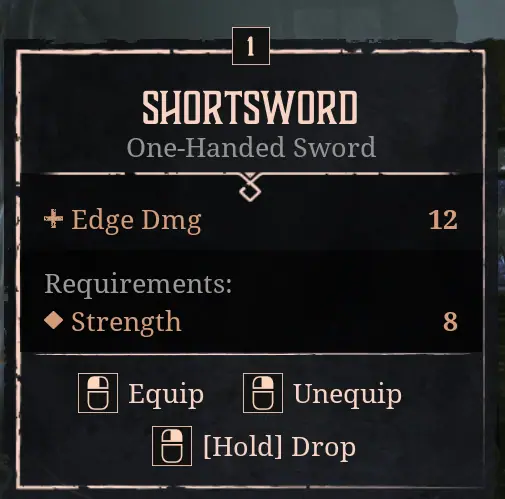 1
SHORTSWORD
One-Handed Sword
Edge Dmg 12
Requirements:
Strength 8
Equip Unequip
[Hold] Drop